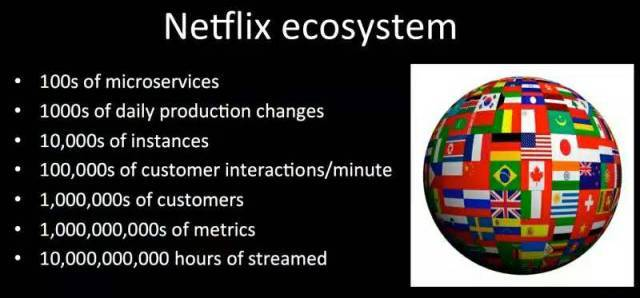 Netflix ecosystem
• 100s of microservices
• 1000s of daily production changes
• 10,000s of instances
• 100,000s of customer interactions/minute
• 1,000,000s of customers
• 1,000,000,000s of metrics
• 10,000,000,000 hours of streamed